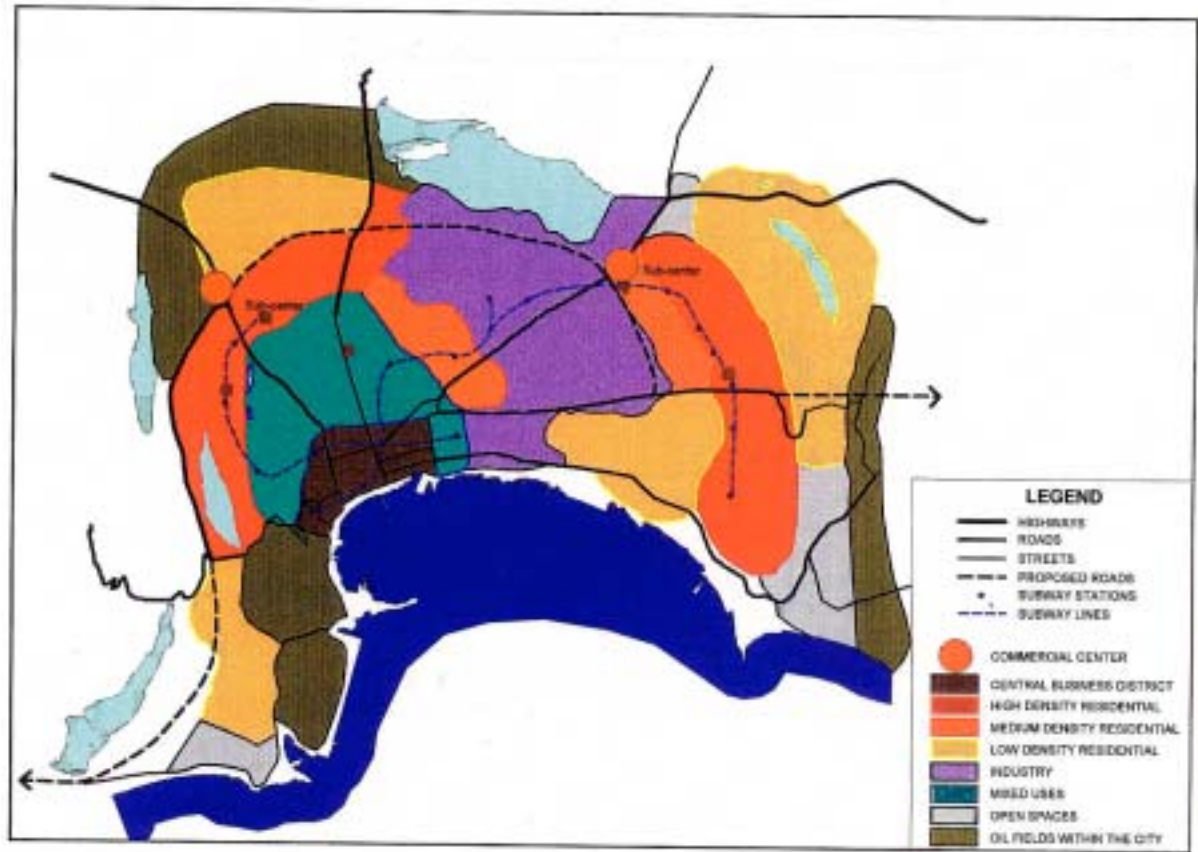 Sub-center
Sub-center
LEGEND
HIGHWAYS
ROADS
STREETS
PROPOSED ROADS
SUBWAY STATIONS
SUBWAY LINES
COMMERCIAL CENTER
CENTRAL BUSINESS DISTRICT
HIGH DENSITY RESIDENTIAL
MEDIUM DENSITY RESIDENTIAL
LOW DENSITY RESIDENTIAL
INDUSTRY
MIXED USES
OPEN SPACES
OIL FIELDS WITHIN THE CITY